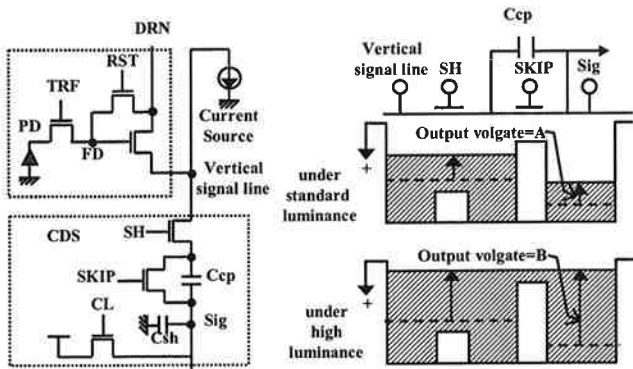 DRN
RST
TRF
PD
FD
Current
Source
Vertical
signal line
CDS
SH
SKIP
Ccp
CL
Csh
Sig
Ccp
Vertical
signal line
SH
SKIP
Sig
Output volgate=A
+
under
standard
luminance
Output volgate=B
+
under
high
luminance